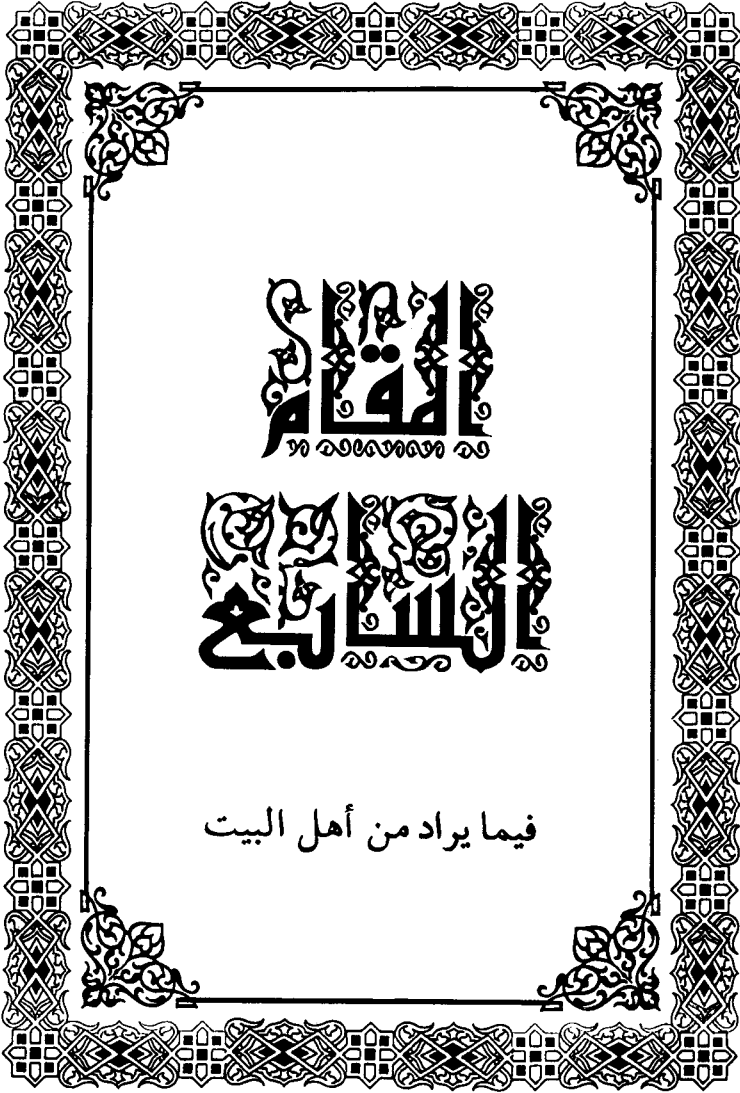 المقام
السابع
فيما يراد من أهل البيت